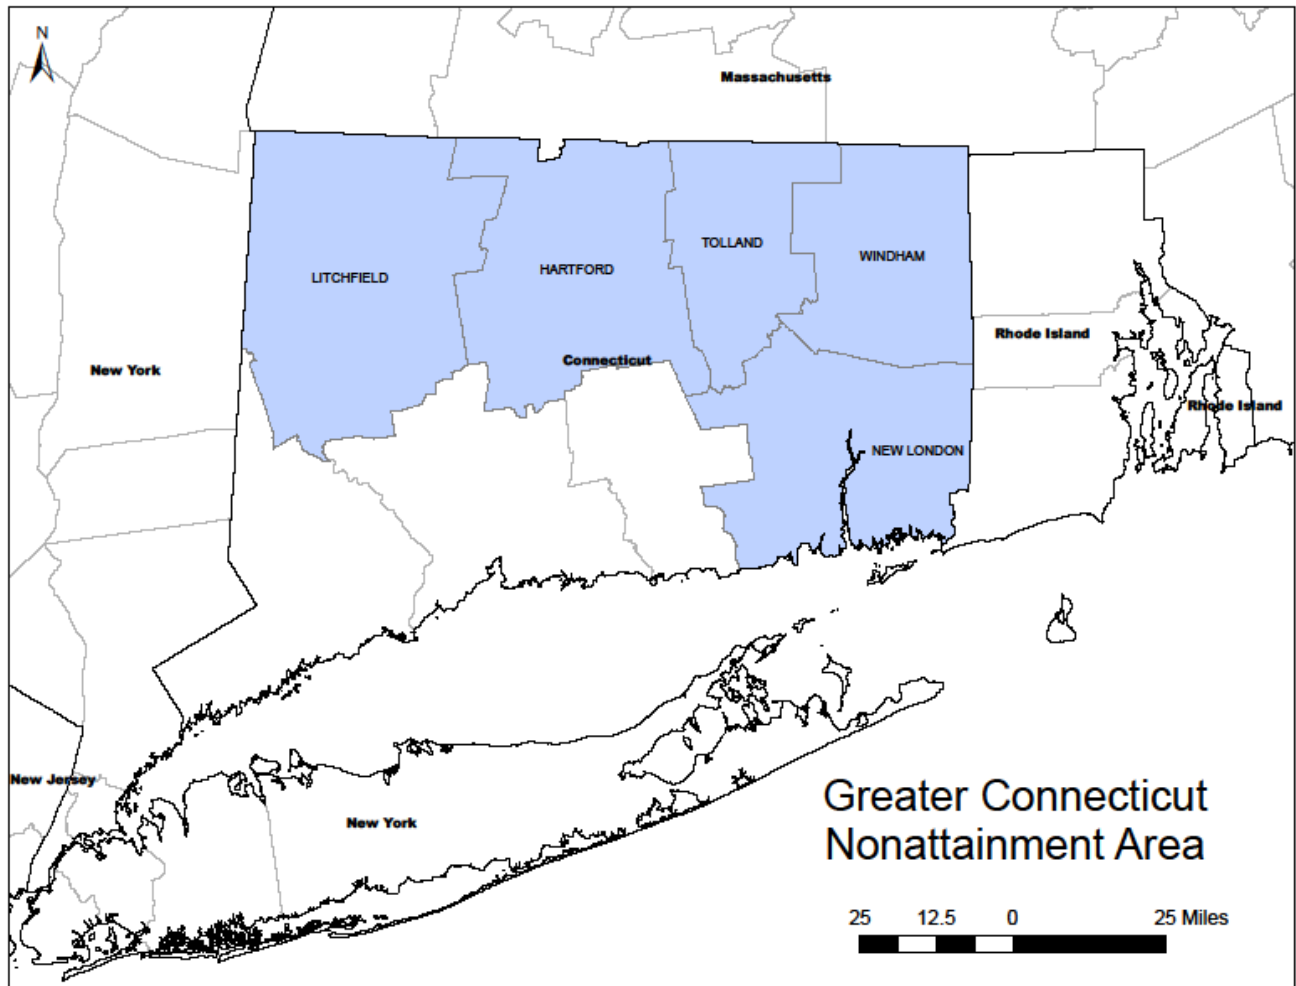 N
Massachusetts
TOLLAND
WINDHAM
HARTFORD
LITCHFIELD
Rhode Island
Connecticut
New York
Rhode Island
NEW LONDON
New Jersey
New York
Greater Connecticut
Nonattainment Area
25 12.5 0 25 Miles